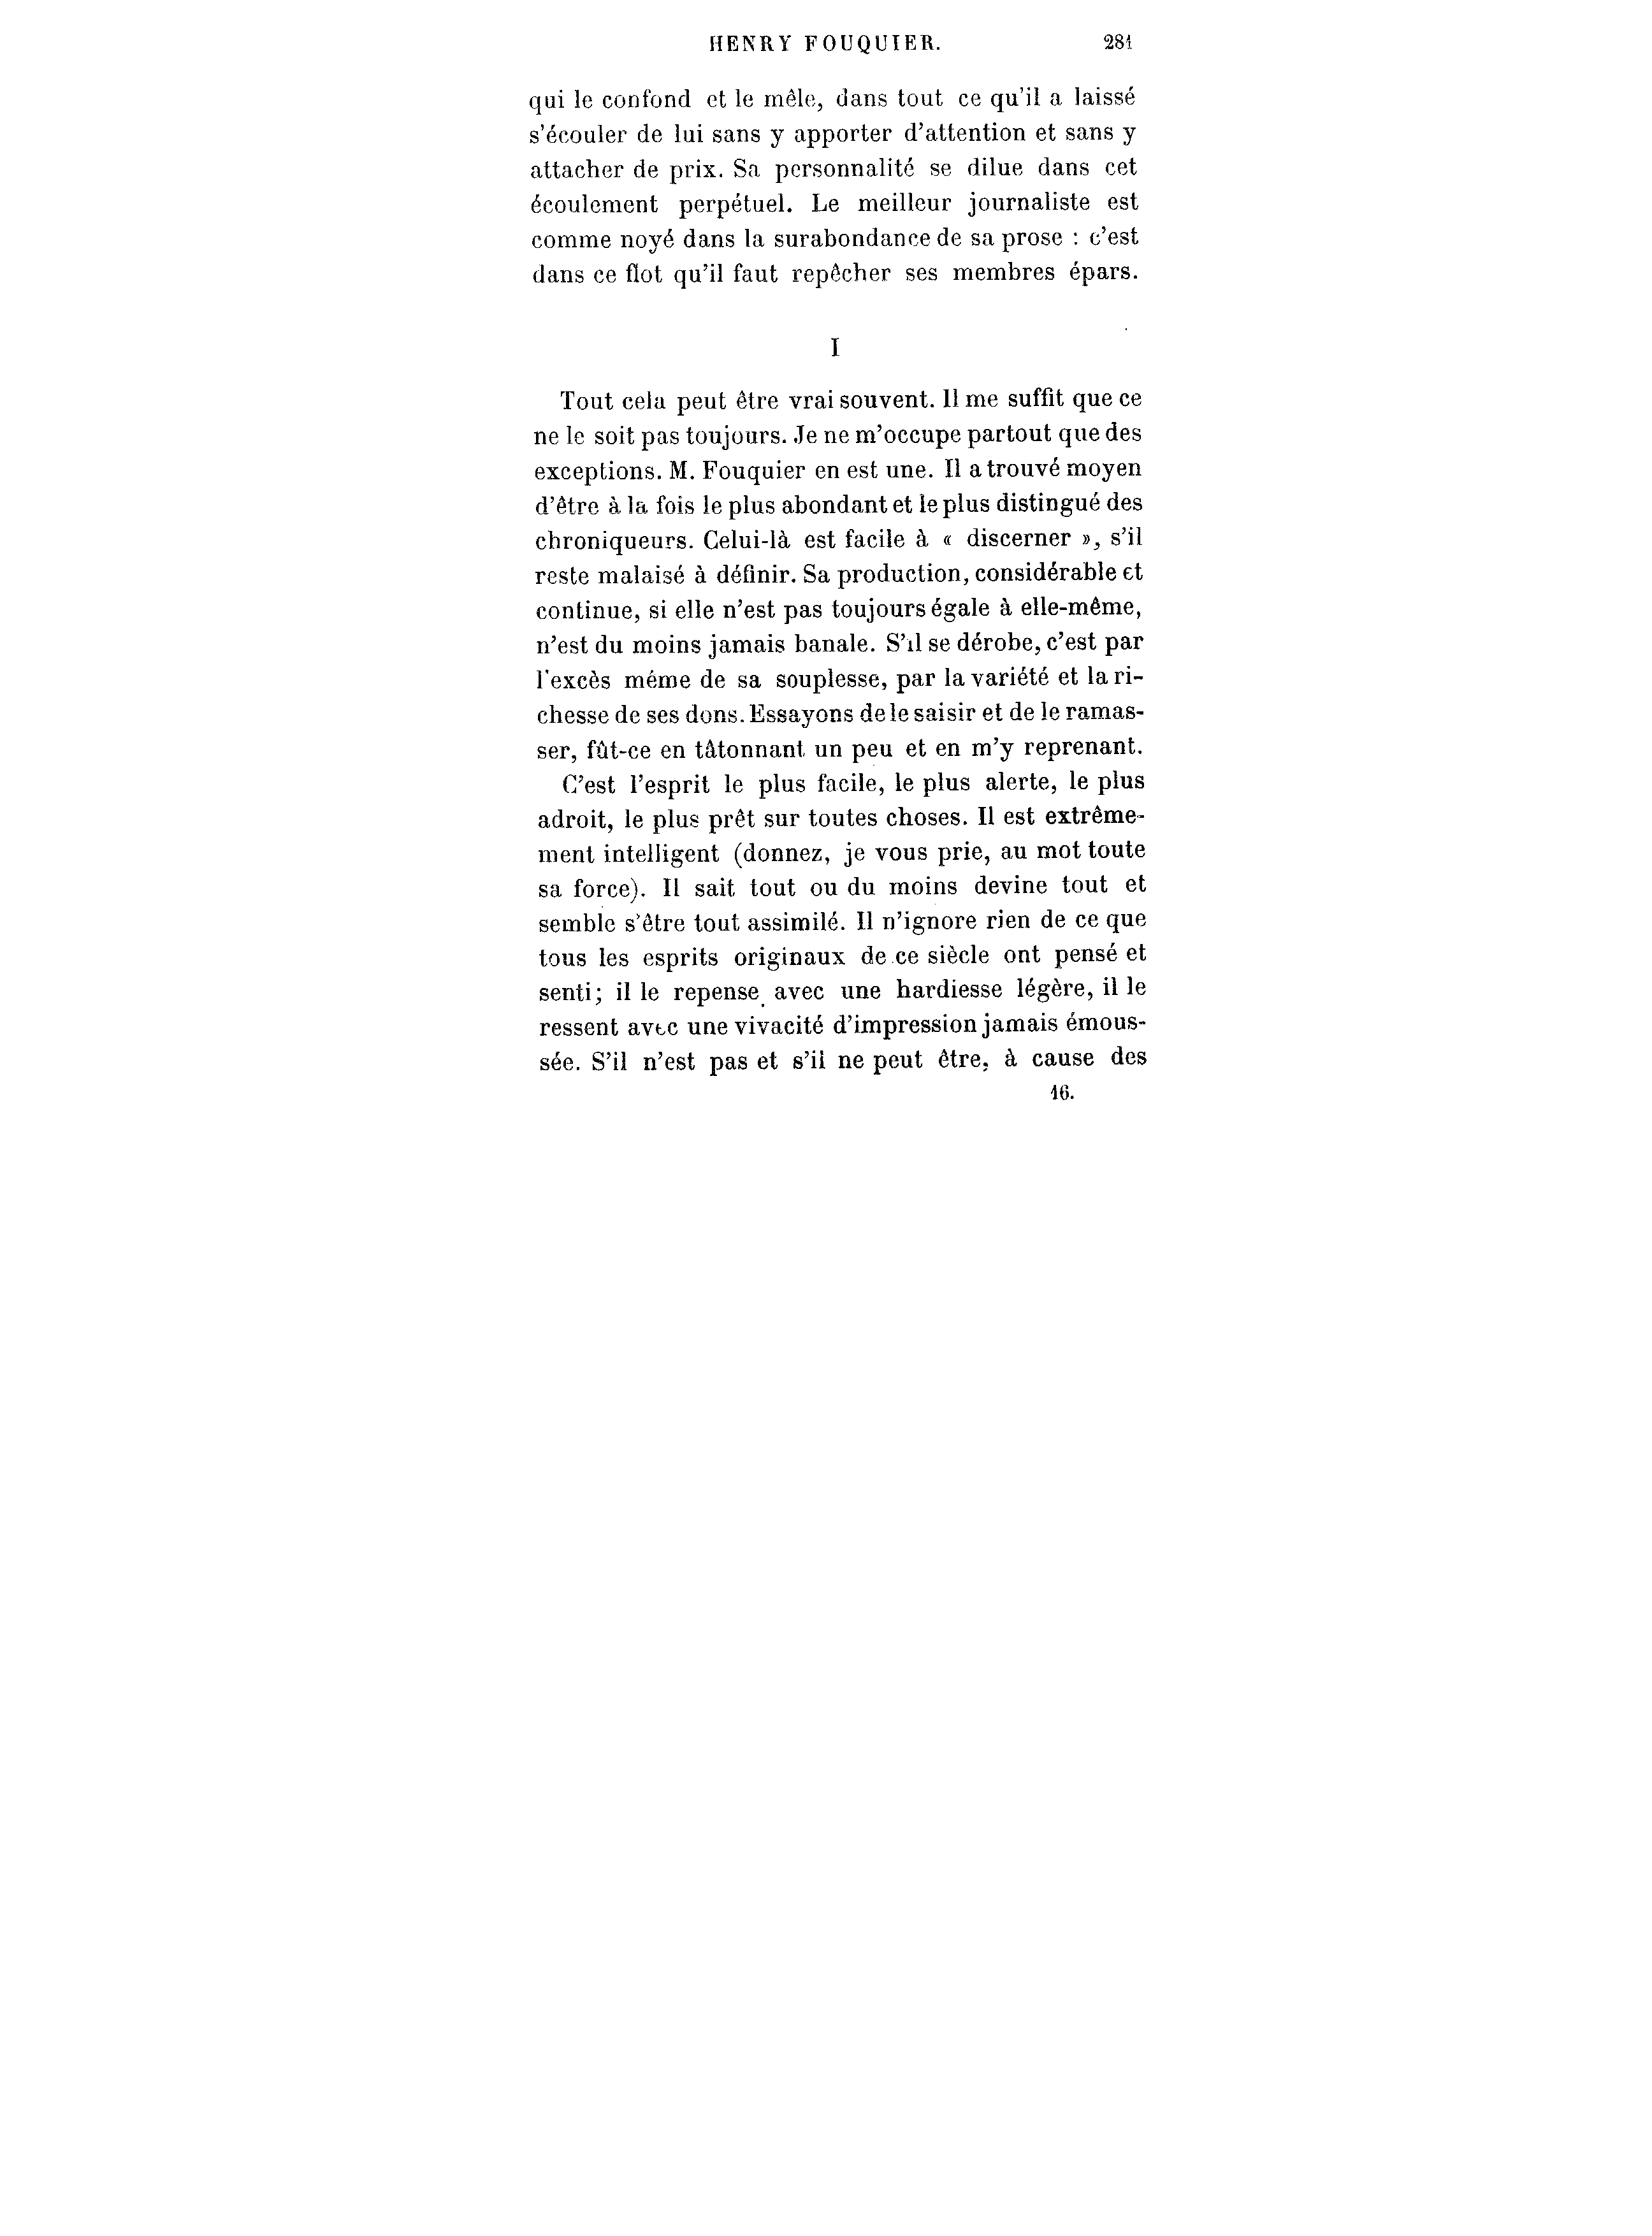 HENRY FOUQUIER. 281
qui le confond et le mêle, dans tout ce qu'il a laissé
s'écouler de lui sans y apporter d'attention et sans y
attacher de prix. Sa personnalité se dilue dans cet
écoulement perpétuel. Le meilleur journaliste est
comme noyé dans la surabondance de sa prose : c'est
dans ce flot qu'il faut repêcher ses membres épars.
I
Tout cela peut être vrai souvent. Il me suffit que ce
ne le soit pas toujours. Je ne m'occupe partout que des
exceptions. M. Fouquier en est une. Il a trouvé moyen
d'être à la fois le plus abondant et le plus distingué des
chroniqueurs. Celui-là est facile à « discerner », s'il
reste malaisé à définir. Sa production, considérable et
continue, si elle n'est pas toujours égale à elle-même,
n'est du moins jamais banale. S'il se dérobe, c'est par
l'excès même de sa souplesse, par la variété et la ri-
chesse de ses dons. Essayons de le saisir et de le ramas-
ser, fût-ce en tâtonnant un peu et en m'y reprenant.
C'est l'esprit le plus facile, le plus alerte, le plus
adroit, le plus prêt sur toutes choses. Il est extrême-
ment intelligent (donnez, je vous prie, au mot toute
sa force). Il sait tout ou du moins devine tout et
semble s'être tout assimilé. Il n'ignore rien de ce que
tous les esprits originaux de ce siècle ont pensé et
senti; il le repense avec une hardiesse légère, il le
ressent avec une vivacité d'impression jamais émous-
sée. S'il n'est pas et s'il ne peut être, à cause des
16.